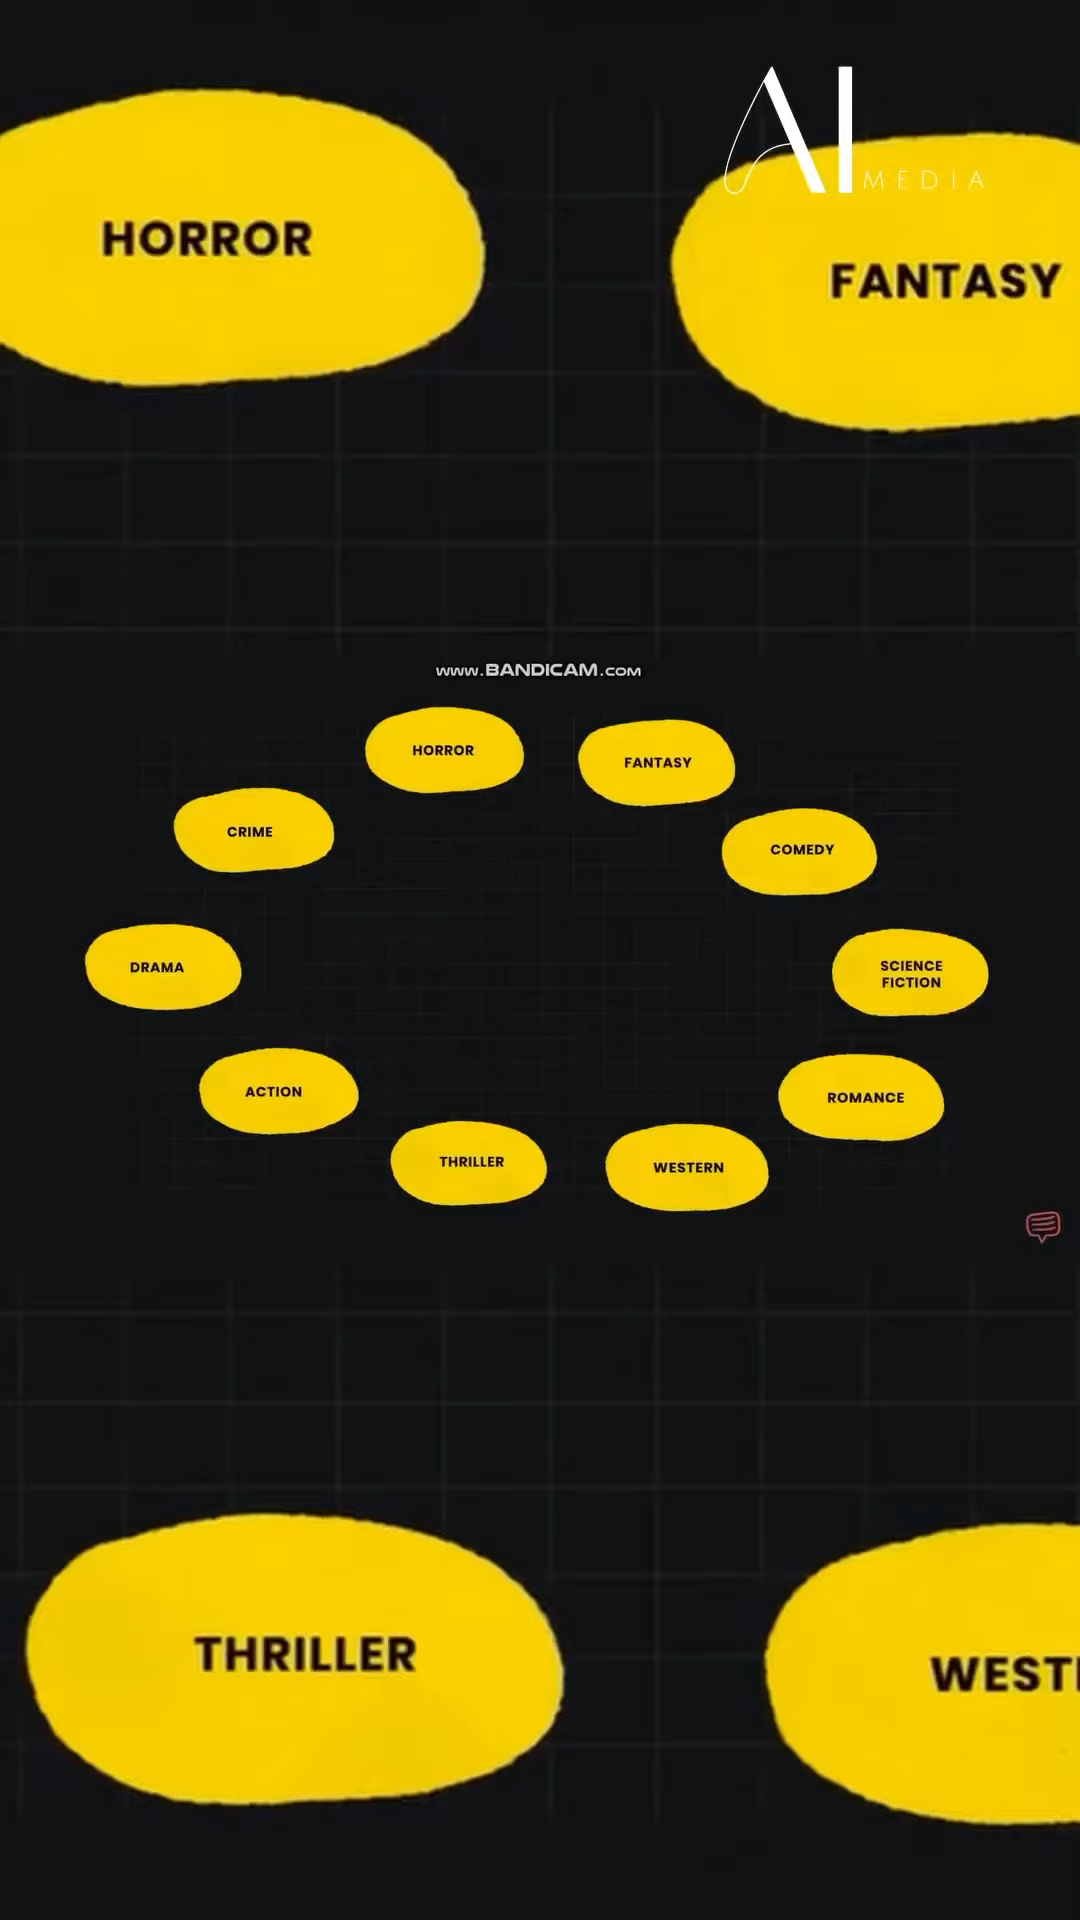 AI MEDIA
HORROR
FANTASY
www.BANDICAM.com
HORROR
FANTASY
CRIME
COMEDY
DRAMA
SCIENCE
FICTION
ACTION
ROMANCE
THRILLER
WESTERN
THRILLER
WEST